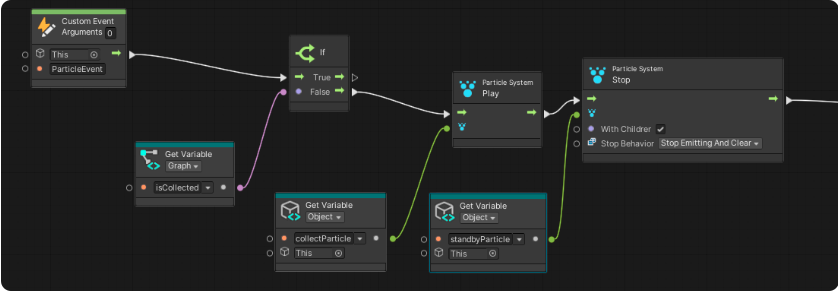 Custom Event
Arguments 0
This
ParticleEvent
If
True
False
Get Variable
Graph
isCollected
Particle System
Play
Get Variable
Object
collectParticle
This
Get Variable
Object
standbyParticle
This
Particle System
Stop
With Childrer
Stop Behavior Stop Emitting And Clear